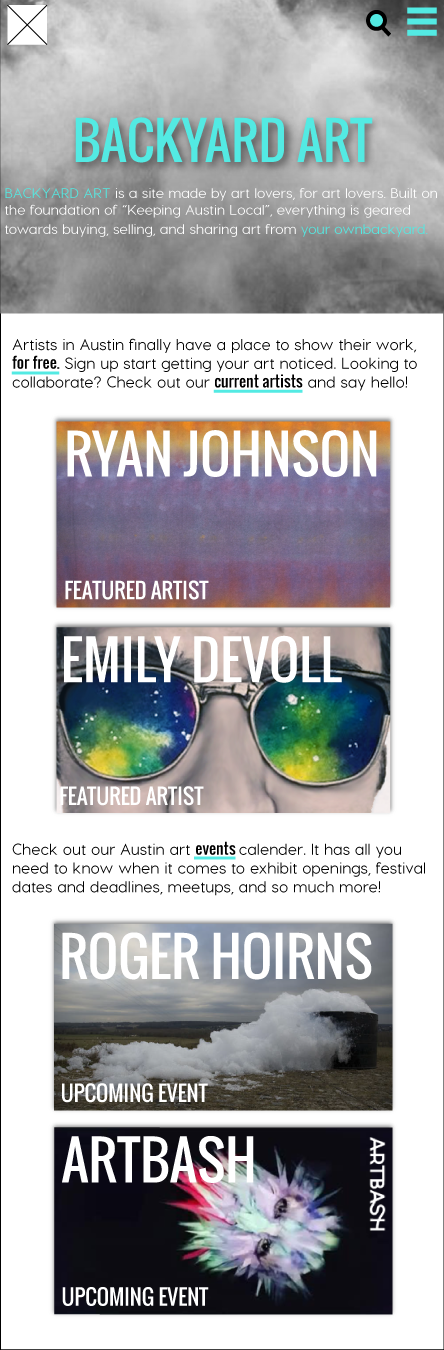 BACKYARD ART
BACKYARD ART is a site made by art lovers, for art lovers. Built on
the foundation of "Keeping Austin Local", everything is geared
towards buying, selling, and sharing art from your ownbackyard
Artists in Austin finally have a place to show their work,
for free. Sign up start getting your art noticed. Looking to
collaborate? Check out our current artists and say hello!
RYAN JOHNSON
FEATURED ARTIST
EMILY DEVOLL
FEATURED ARTIST
Check out our Austin art events calender. It has all you
need to know when it comes to exhibit openings, festival
dates and deadlines, meetups, and so much more!
ROGER HOIRNS
UPCOMING EVENT
ARTBASH
ARTBASH
UPCOMING EVENT